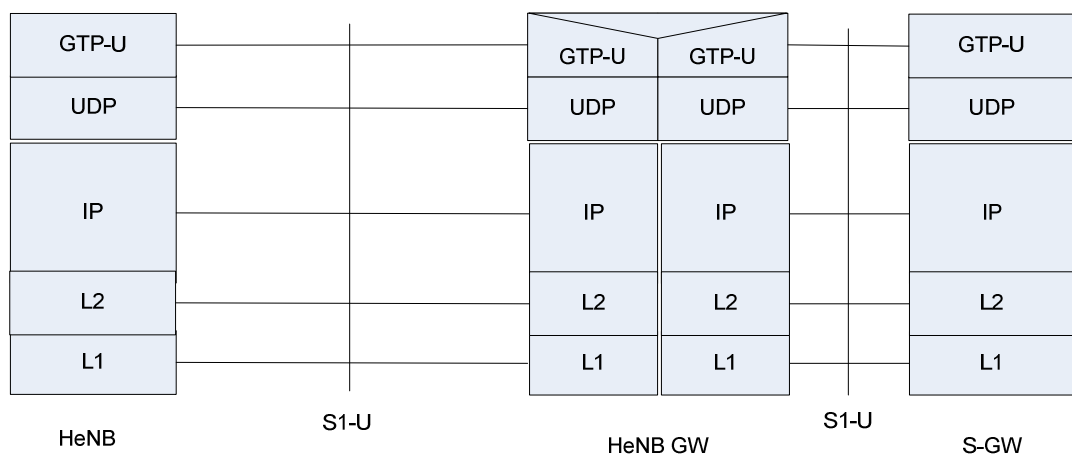 GTP-U
GTP-U GTP-U
GTP-U
UDP
UDP UDP
UDP
IP
IP IP
IP
L2
L2 L2
L2
L1
L1 L1
L1
S1-U
S1-U
HeNB
HeNB GW
S-GW